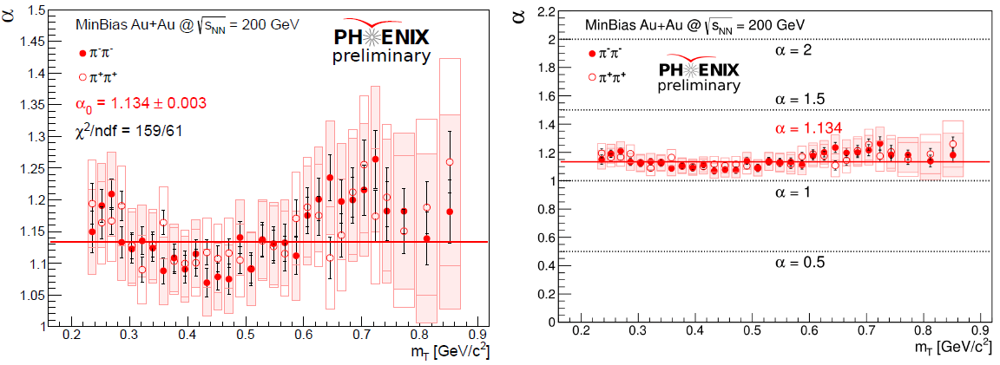 α
MinBias Au+Au @ √s_NN = 200 GeV
PHENIX
preliminary
π⁻π⁻
π⁺π⁺
α₀ = 1.134 ± 0.003
χ²/ndf = 159/61
1.5
1.45
1.4
1.35
1.3
1.25
1.2
1.15
1.1
1.05
1
0.2 0.3 0.4 0.5 0.6 0.7 0.8 0.9
m_T [GeV/c²]
α
MinBias Au+Au @ √s_NN = 200 GeV
π⁻π⁻
π⁺π⁺
PHENIX
preliminary
α = 2
α = 1.5
α = 1.134
α = 1
α = 0.5
2.2
2
1.8
1.6
1.4
1.2
1
0.8
0.6
0.4
0.2
0
0.2 0.3 0.4 0.5 0.6 0.7 0.8 0.9
m_T [GeV/c²]